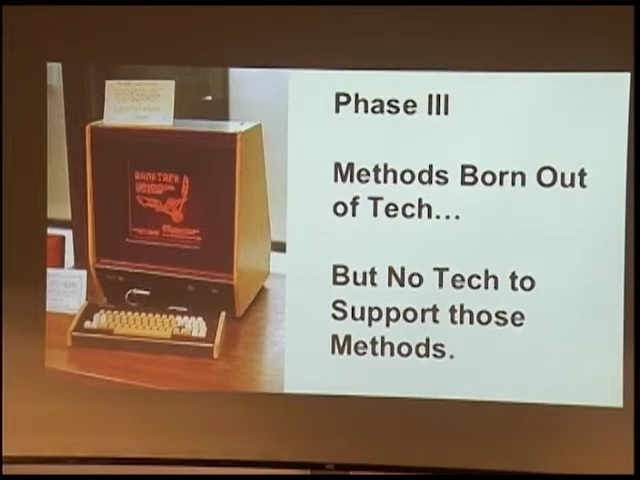 Phase III
Methods Born Out
of Tech...
But No Tech to
Support those
Methods.